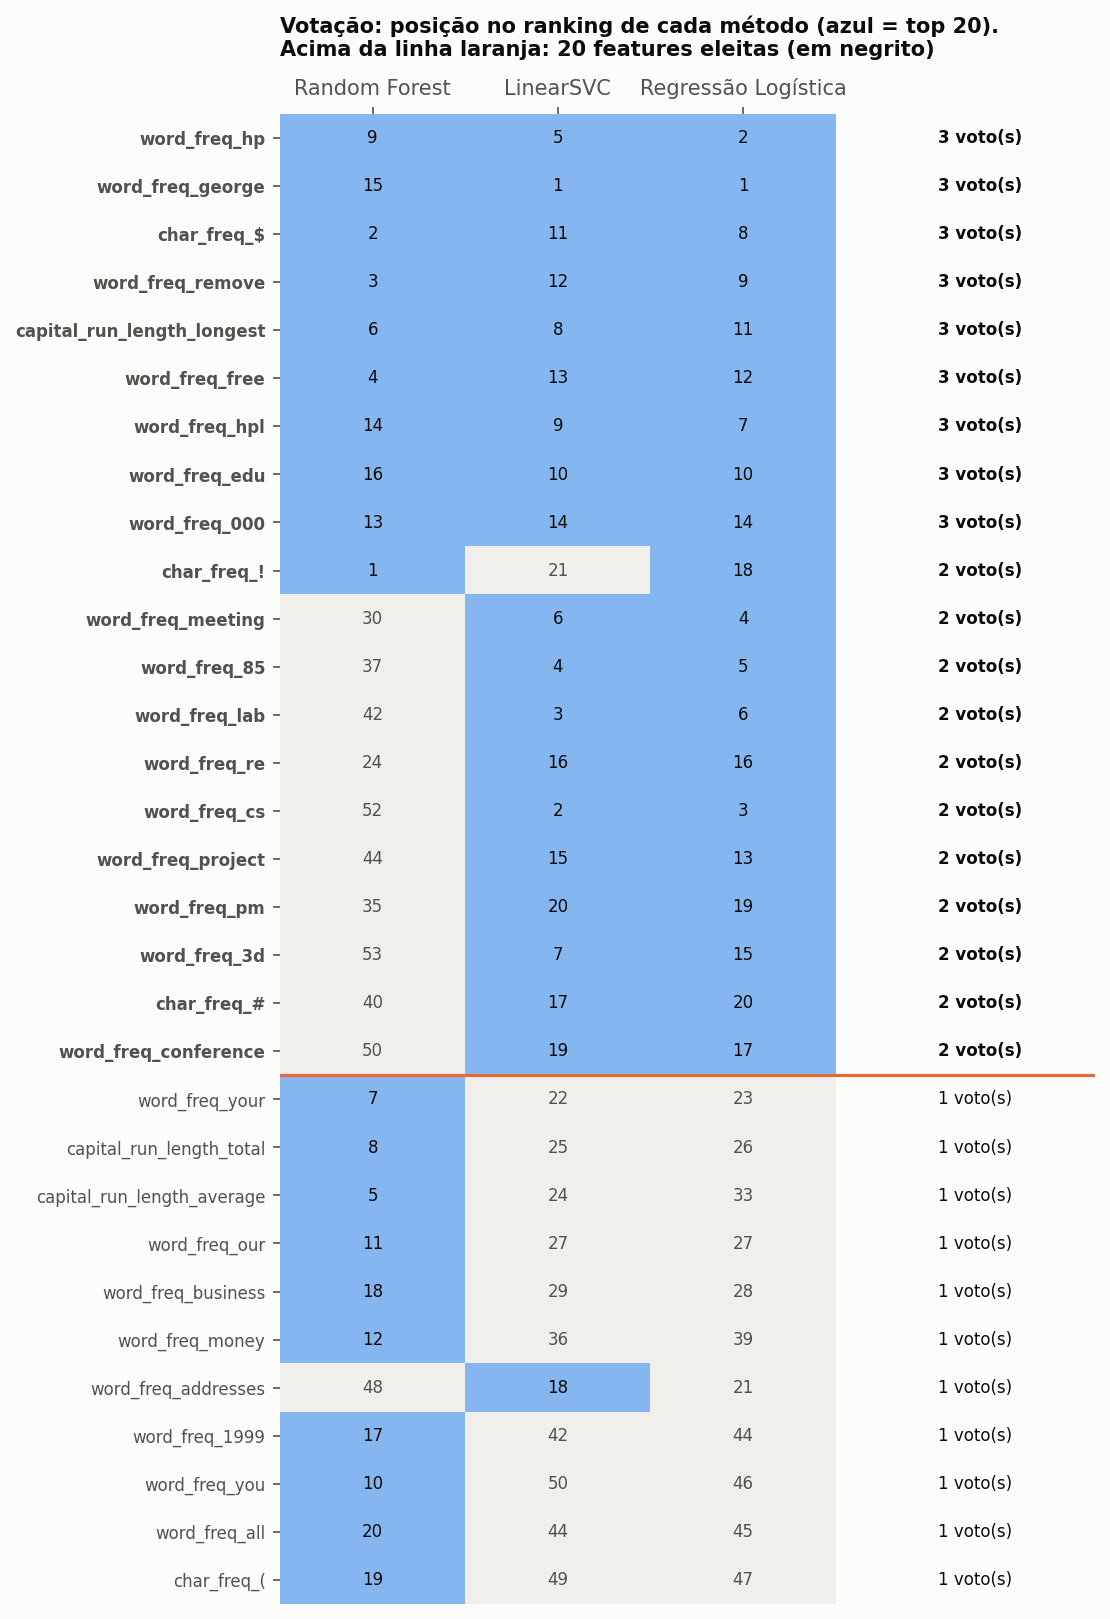 Votação: posição no ranking de cada método (azul = top 20).
Acima da linha laranja: 20 features eleitas (em negrito)
Random Forest LinearSVC Regressão Logística
word_freq_hp 9 5 2 3 voto(s)
word_freq_george 15 1 1 3 voto(s)
char_freq_$ 2 11 8 3 voto(s)
word_freq_remove 3 12 9 3 voto(s)
capital_run_length_longest 6 8 11 3 voto(s)
word_freq_free 4 13 12 3 voto(s)
word_freq_hpl 14 9 7 3 voto(s)
word_freq_edu 16 10 10 3 voto(s)
word_freq_000 13 14 14 3 voto(s)
char_freq_! 1 21 18 2 voto(s)
word_freq_meeting 30 6 4 2 voto(s)
word_freq_85 37 4 5 2 voto(s)
word_freq_lab 42 3 6 2 voto(s)
word_freq_re 24 16 16 2 voto(s)
word_freq_cs 52 2 3 2 voto(s)
word_freq_project 44 15 13 2 voto(s)
word_freq_pm 35 20 19 2 voto(s)
word_freq_3d 53 7 15 2 voto(s)
char_freq_# 40 17 20 2 voto(s)
word_freq_conference 50 19 17 2 voto(s)
word_freq_your 7 22 23 1 voto(s)
capital_run_length_total 8 25 26 1 voto(s)
capital_run_length_average 5 24 33 1 voto(s)
word_freq_our 11 27 27 1 voto(s)
word_freq_business 18 29 28 1 voto(s)
word_freq_money 12 36 39 1 voto(s)
word_freq_addresses 48 18 21 1 voto(s)
word_freq_1999 17 42 44 1 voto(s)
word_freq_you 10 50 46 1 voto(s)
word_freq_all 20 44 45 1 voto(s)
char_freq_( 19 49 47 1 voto(s)